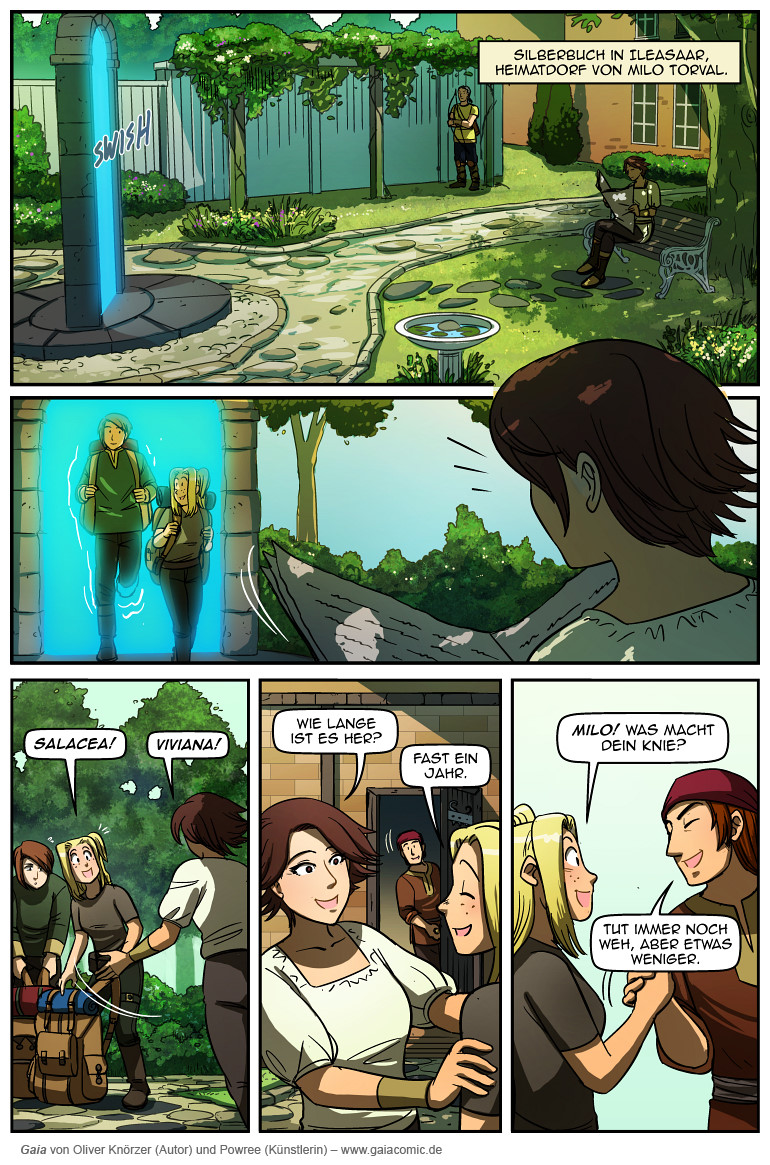 SILBERBUCH IN ILEASAAR,
HEIMATDORF VON MILO TORVAL.
SWISH
SALACEA!
VIVIANA!
WIE LANGE
IST ES HER?
FAST EIN
JAHR.
MILO! WAS MACHT
DEIN KNIE?
TUT IMMER NOCH
WEH, ABER ETWAS
WENIGER.
Gaia von Oliver Knörzer (Autor) und Powree (Künstlerin) – www.gaiacomic.de